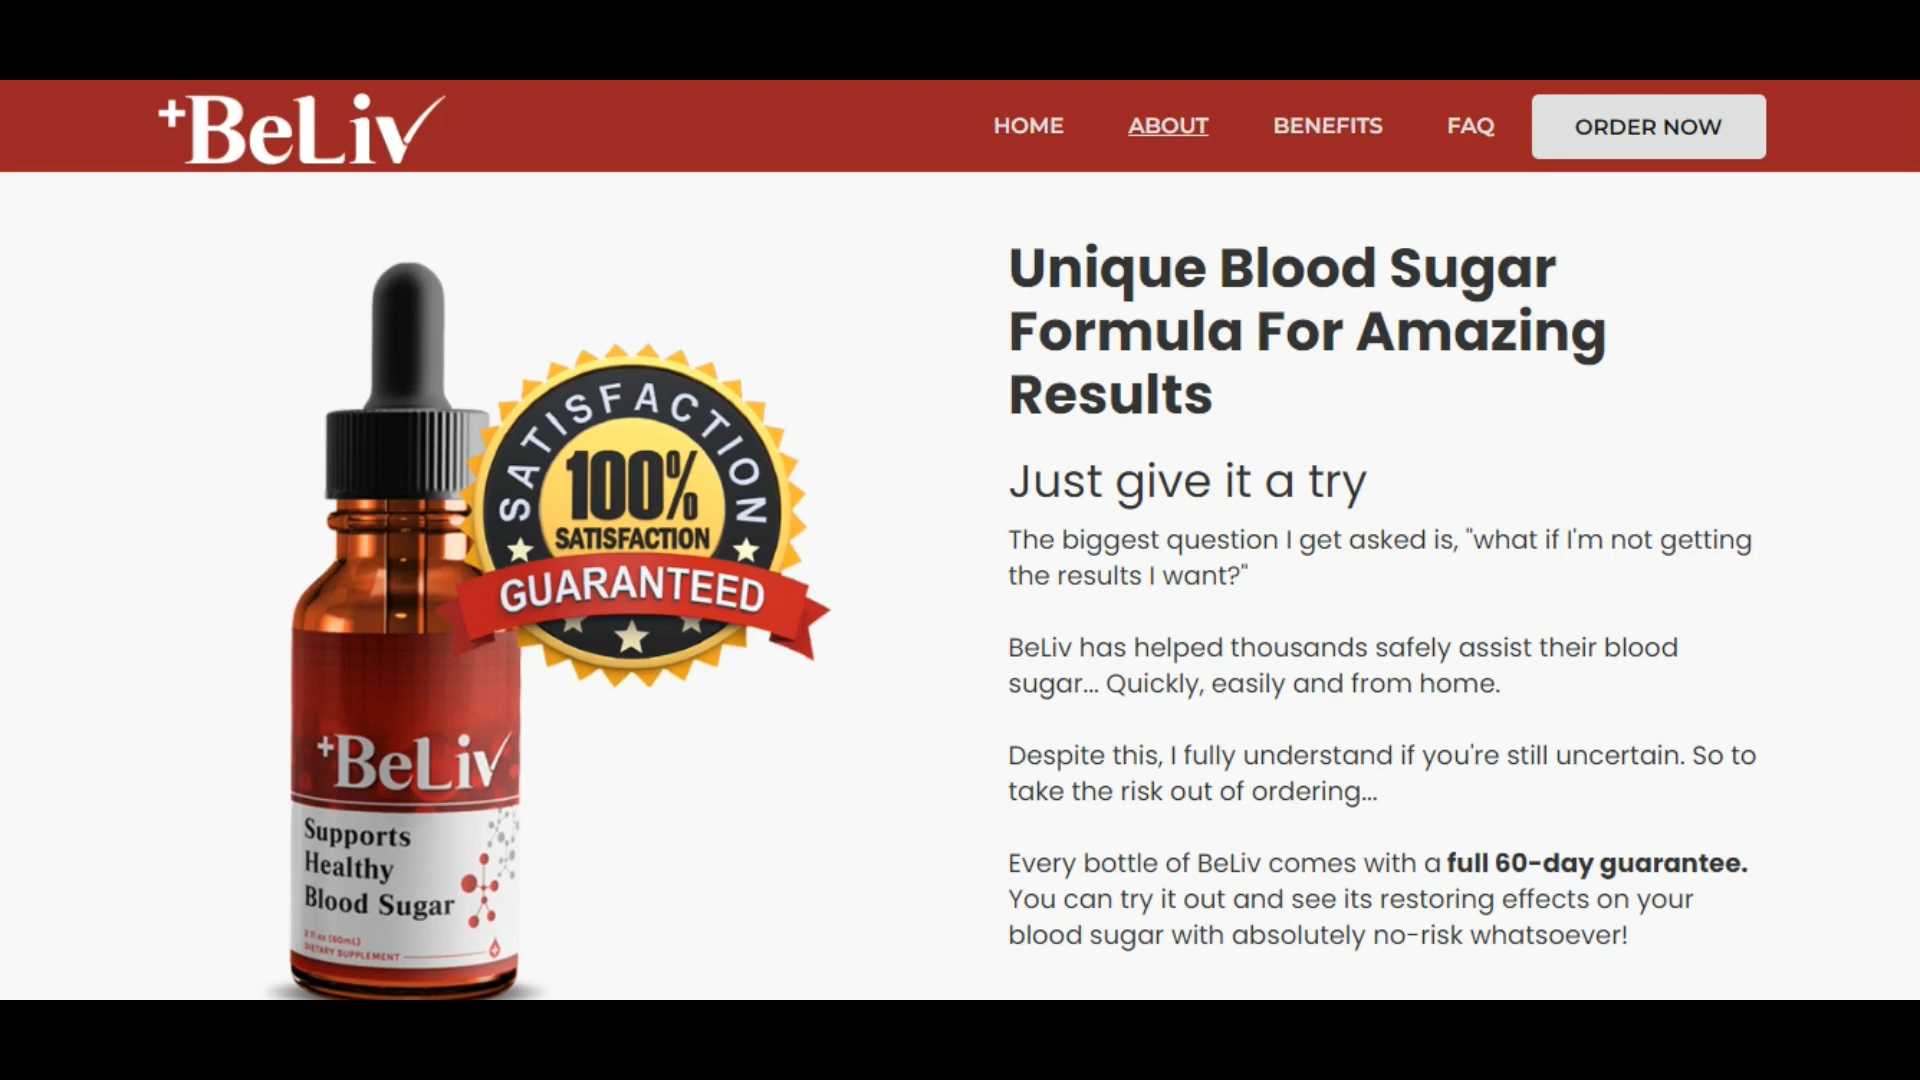 +BeLiv
HOME ABOUT BENEFITS FAQ ORDER NOW
SATISFACTION
100%
SATISFACTION
GUARANTEED
+BeLiv
Supports
Healthy
Blood Sugar
2 fl oz (60mL)
DIETARY SUPPLEMENT
Unique Blood Sugar
Formula For Amazing
Results
Just give it a try
The biggest question I get asked is, "what if I'm not getting
the results I want?"
BeLiv has helped thousands safely assist their blood
sugar... Quickly, easily and from home.
Despite this, I fully understand if you're still uncertain. So to
take the risk out of ordering...
Every bottle of BeLiv comes with a full 60-day guarantee.
You can try it out and see its restoring effects on your
blood sugar with absolutely no-risk whatsoever!